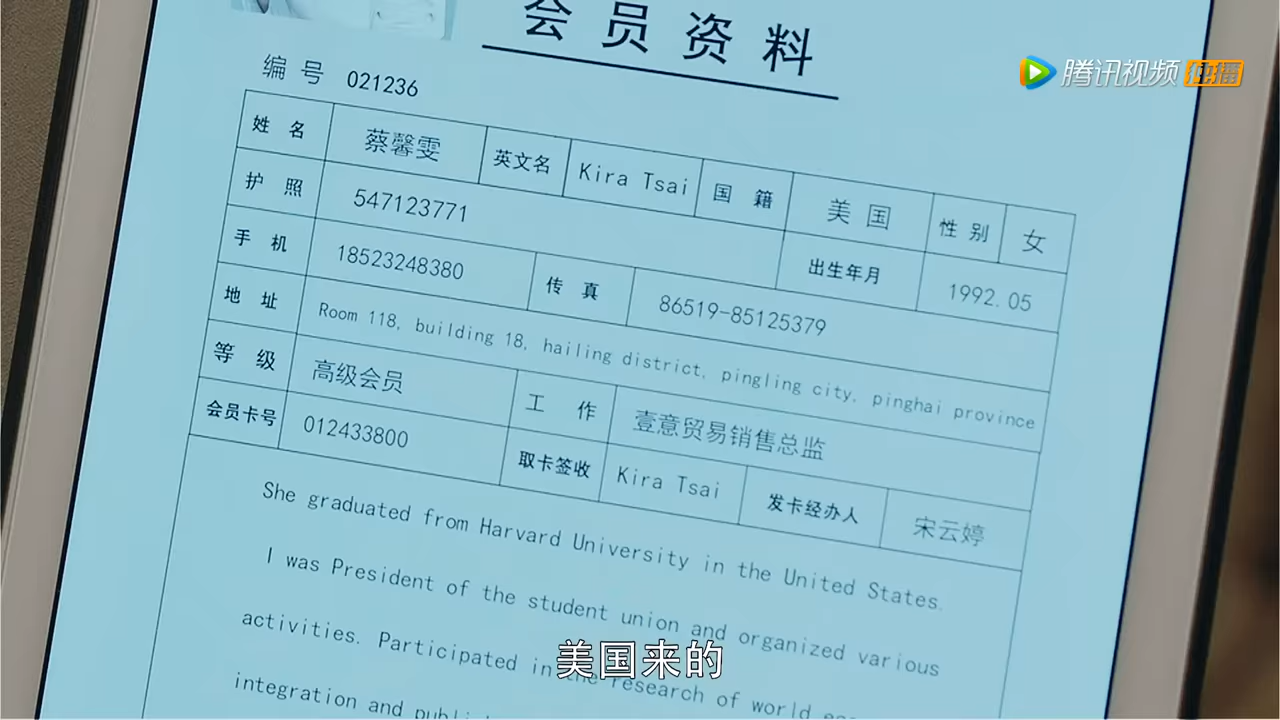 会员资料
腾讯视频 独播
编号 021236
姓名 蔡馨雯 英文名 Kira Tsai 国籍 美国 性别 女
护照 547123771 出生年月 1992.05
手机 18523248380 传真 86519-85125379
地址 Room 118, building 18, hailing district, pingling city, pinghai province
等级 高级会员 工作 壹意贸易销售总监
会员卡号 012433800 取卡签收 Kira Tsai 发卡经办人 宋云婷
She graduated from Harvard University in the United States.
I was President of the student union and organized various
activities. Participated in the research of world
integration and
美国来的